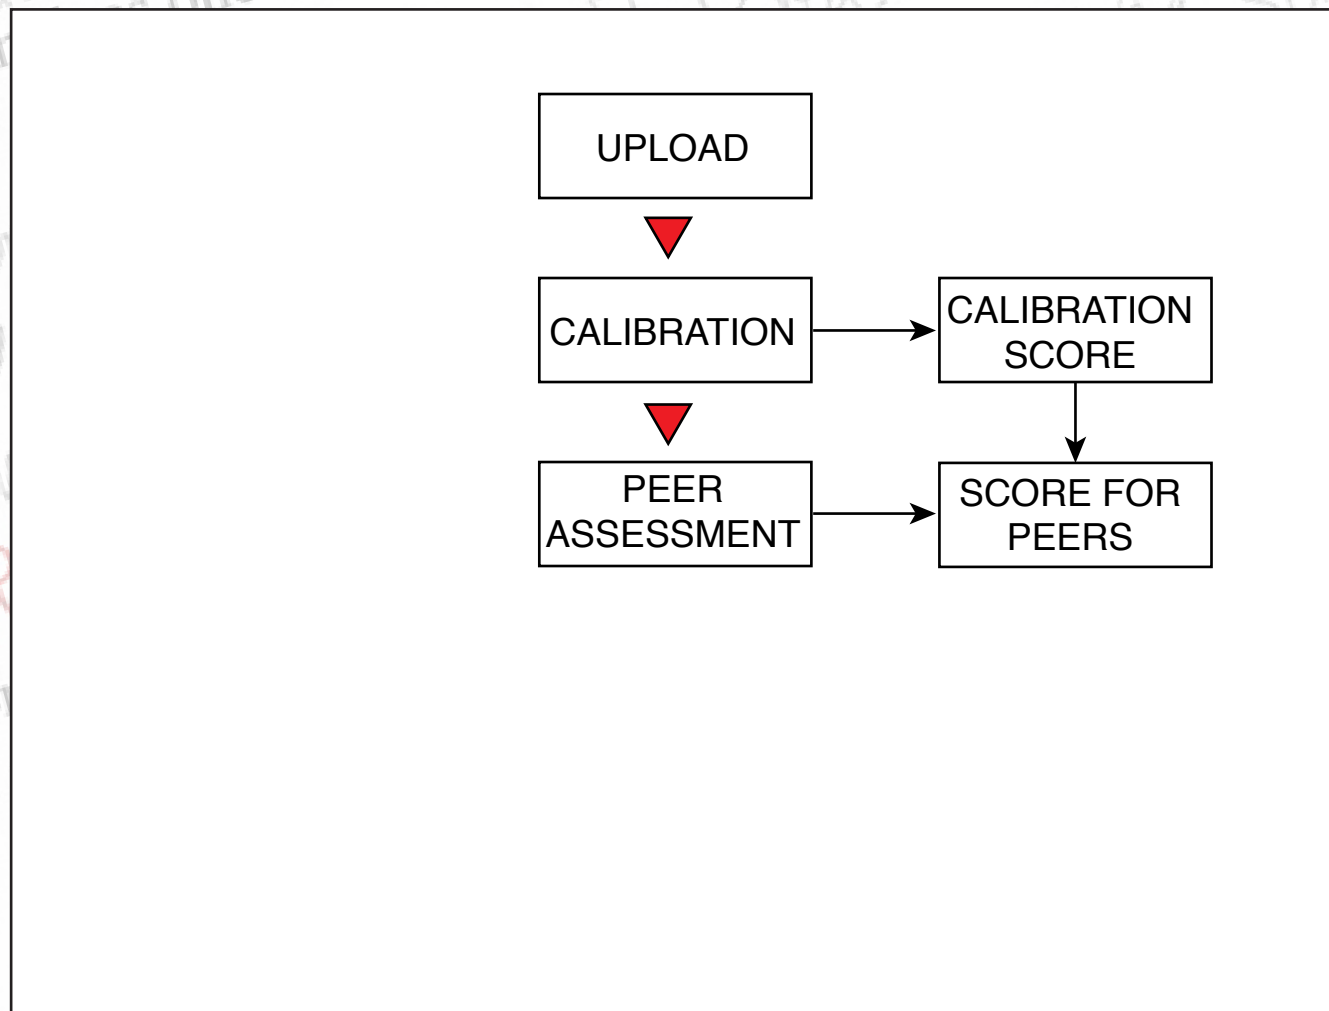 UPLOAD
CALIBRATION
CALIBRATION
SCORE
PEER
ASSESSMENT
SCORE FOR
PEERS